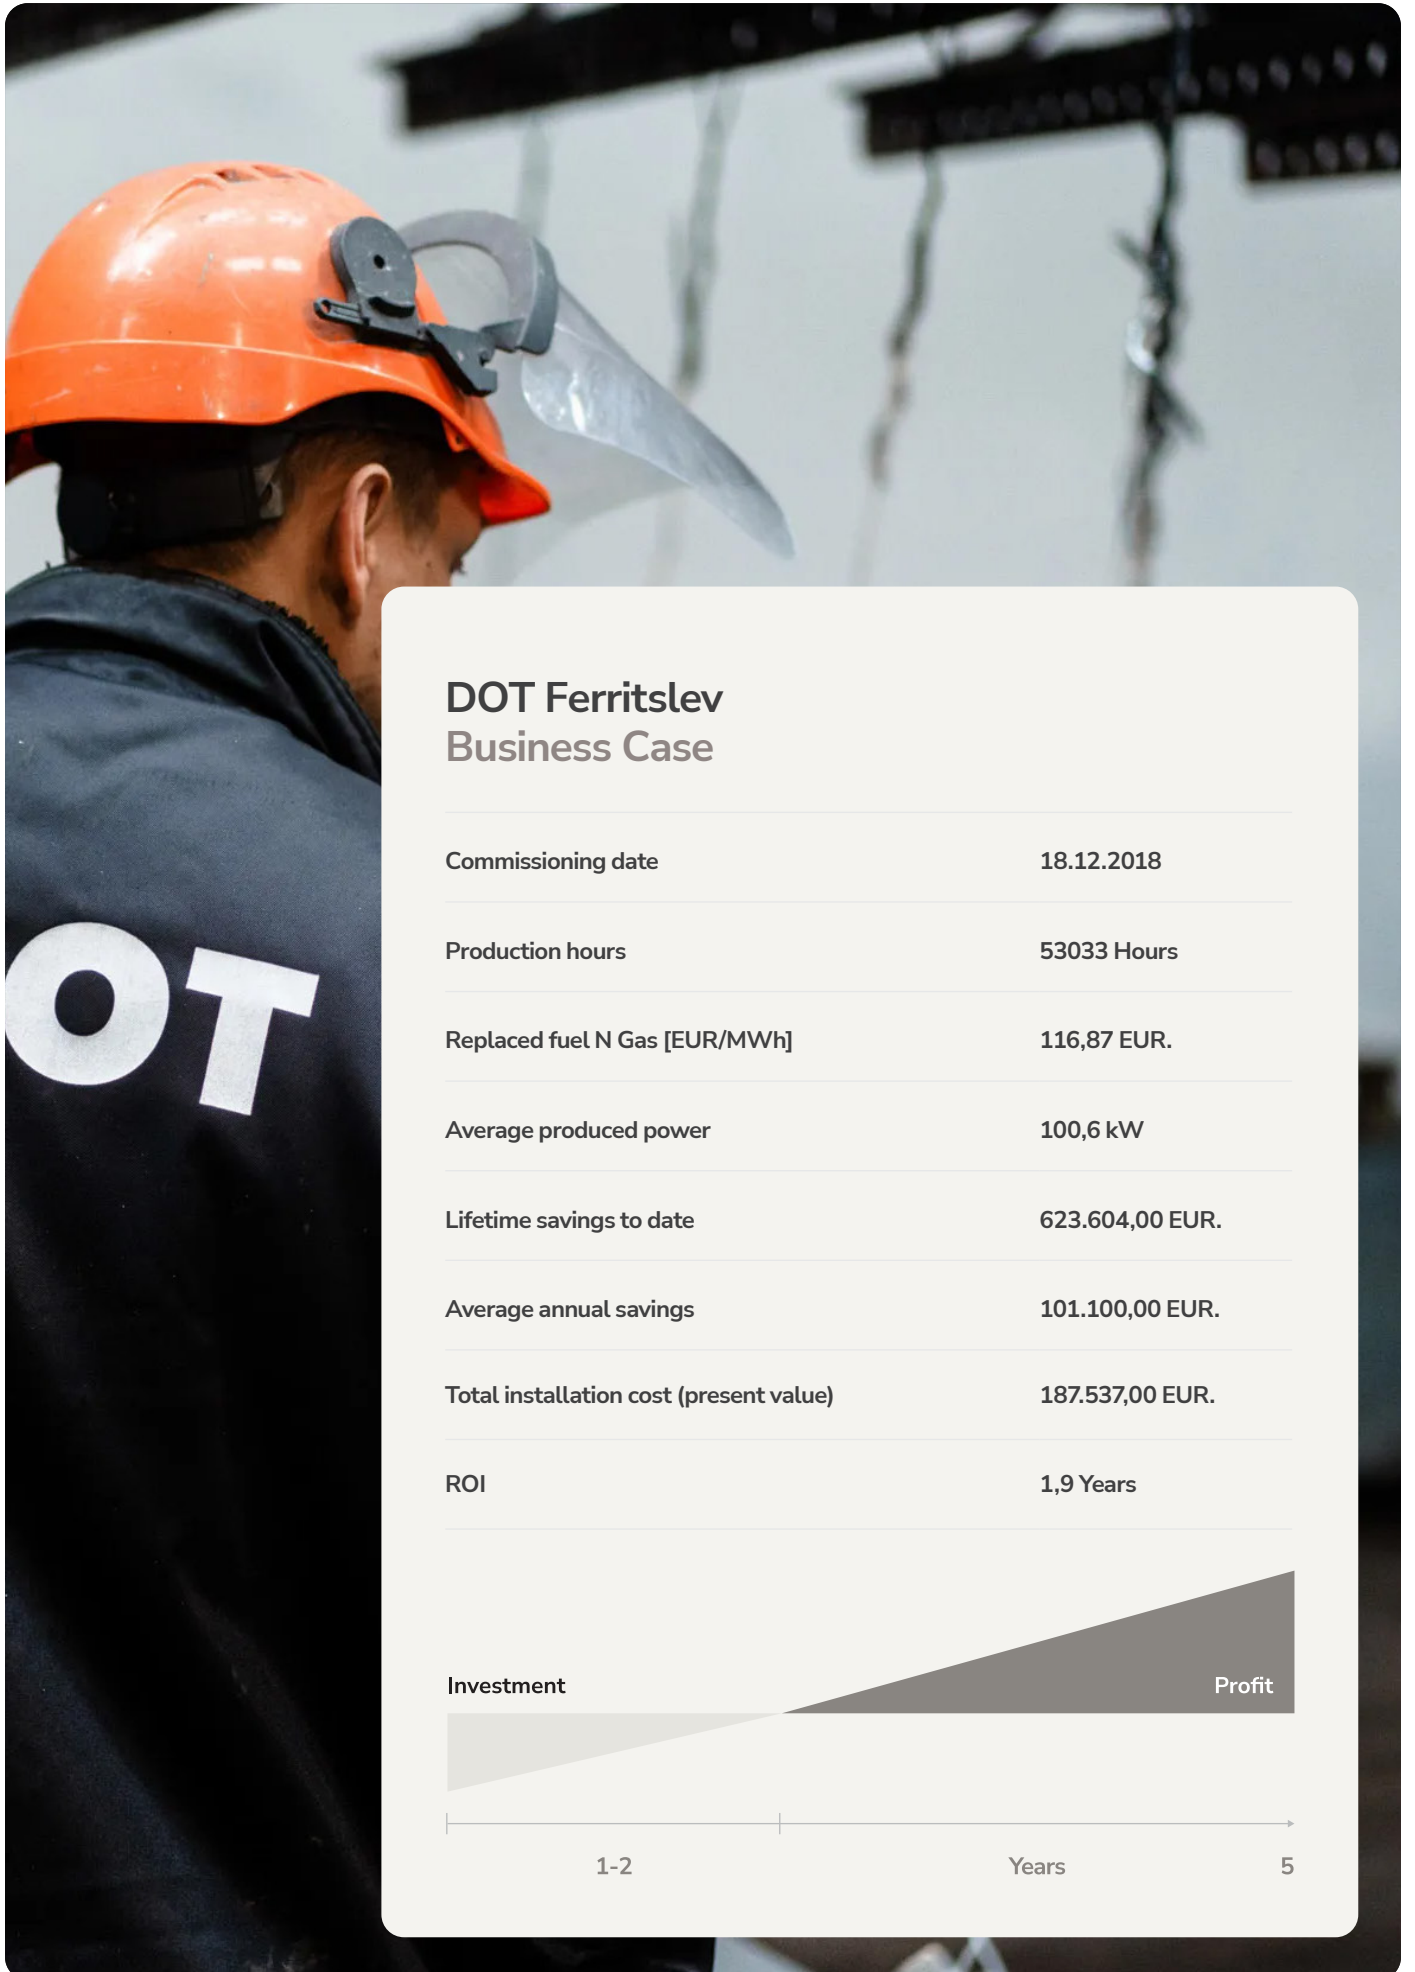 OT
DOT Ferritslev
Business Case
Commissioning date 18.12.2018
Production hours 53033 Hours
Replaced fuel N Gas [EUR/MWh] 116,87 EUR.
Average produced power 100,6 kW
Lifetime savings to date 623.604,00 EUR.
Average annual savings 101.100,00 EUR.
Total installation cost (present value) 187.537,00 EUR.
ROI 1,9 Years
Investment
Profit
1-2 Years 5